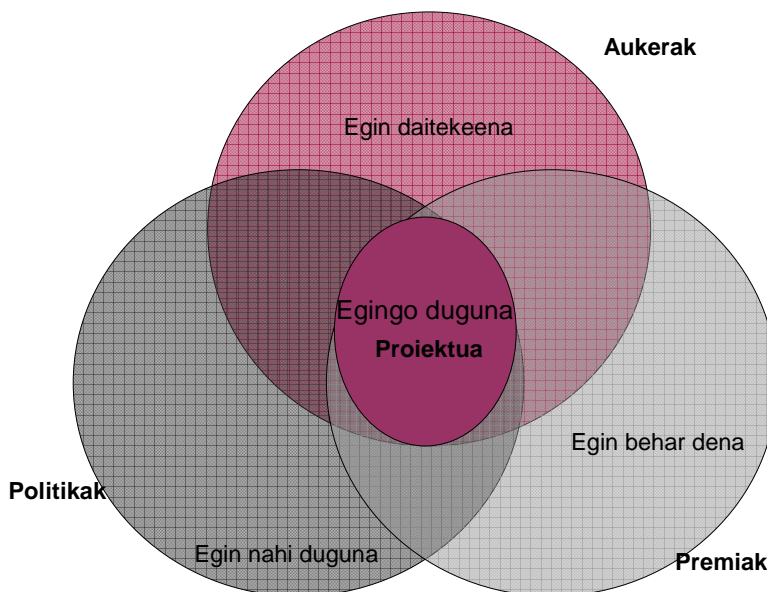 Aukerak
Egin daitekeena
Egingo duguna
Proiektua
Egin behar dena
Politikak
Egin nahi duguna
Premiak